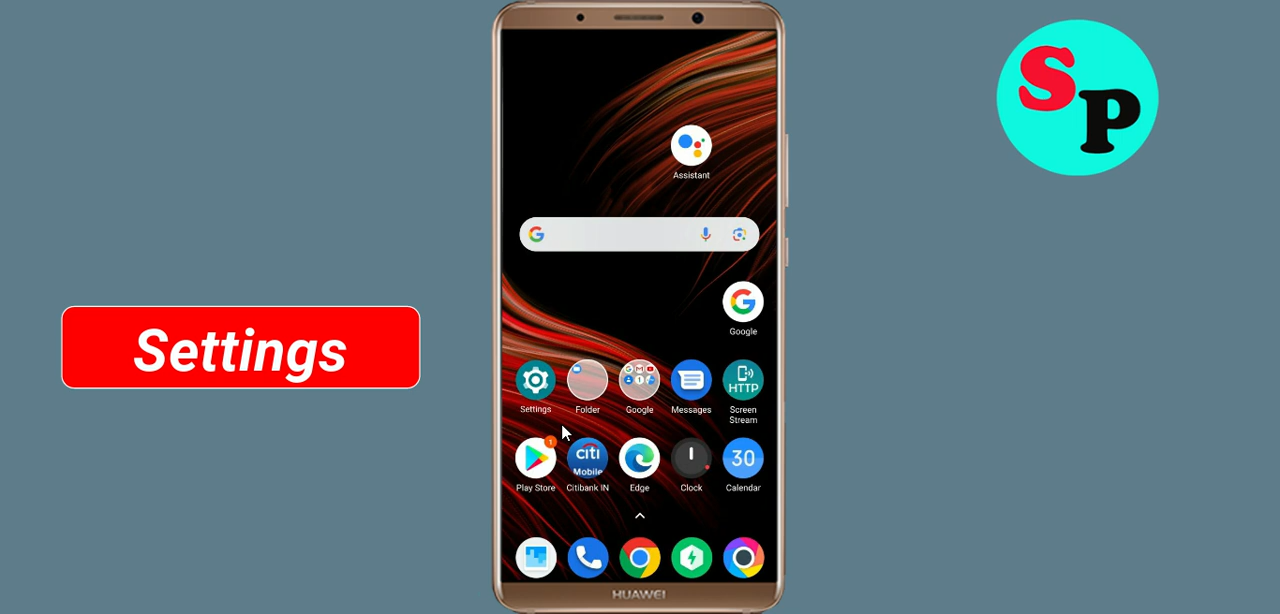 S
P
Assistant
G
Google
Settings
HTTP
Settings
Folder
Google
Messages
Screen
Stream
1
citi
Mobile
30
Play Store
Citibank IN
Edge
Clock
Calendar
HUAWEI